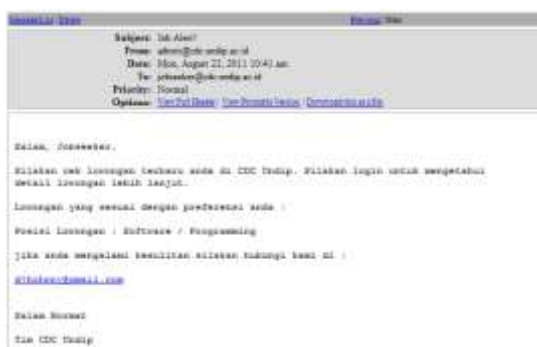 Subject: Job Alert!
From: admin@cdc.undip.ac.id
Date: Mon, August 22, 2011 10:41 am
To: jobseeker@cdc.undip.ac.id
Priority: Normal
Options: View Full Header | View Printable Version | Download this as a file
Salam, Jobseeker.
Silakan cek lowongan terbaru anda di CDC Undip. Silakan login untuk mengetahui
detail lowongan lebih lanjut.
Lowongan yang sesuai dengan preferensi anda :
Posisi Lowongan : Software / Programming
jika anda mengalami kesulitan silakan hubungi kami di :
Salam Hormat
Tim CDC Undip